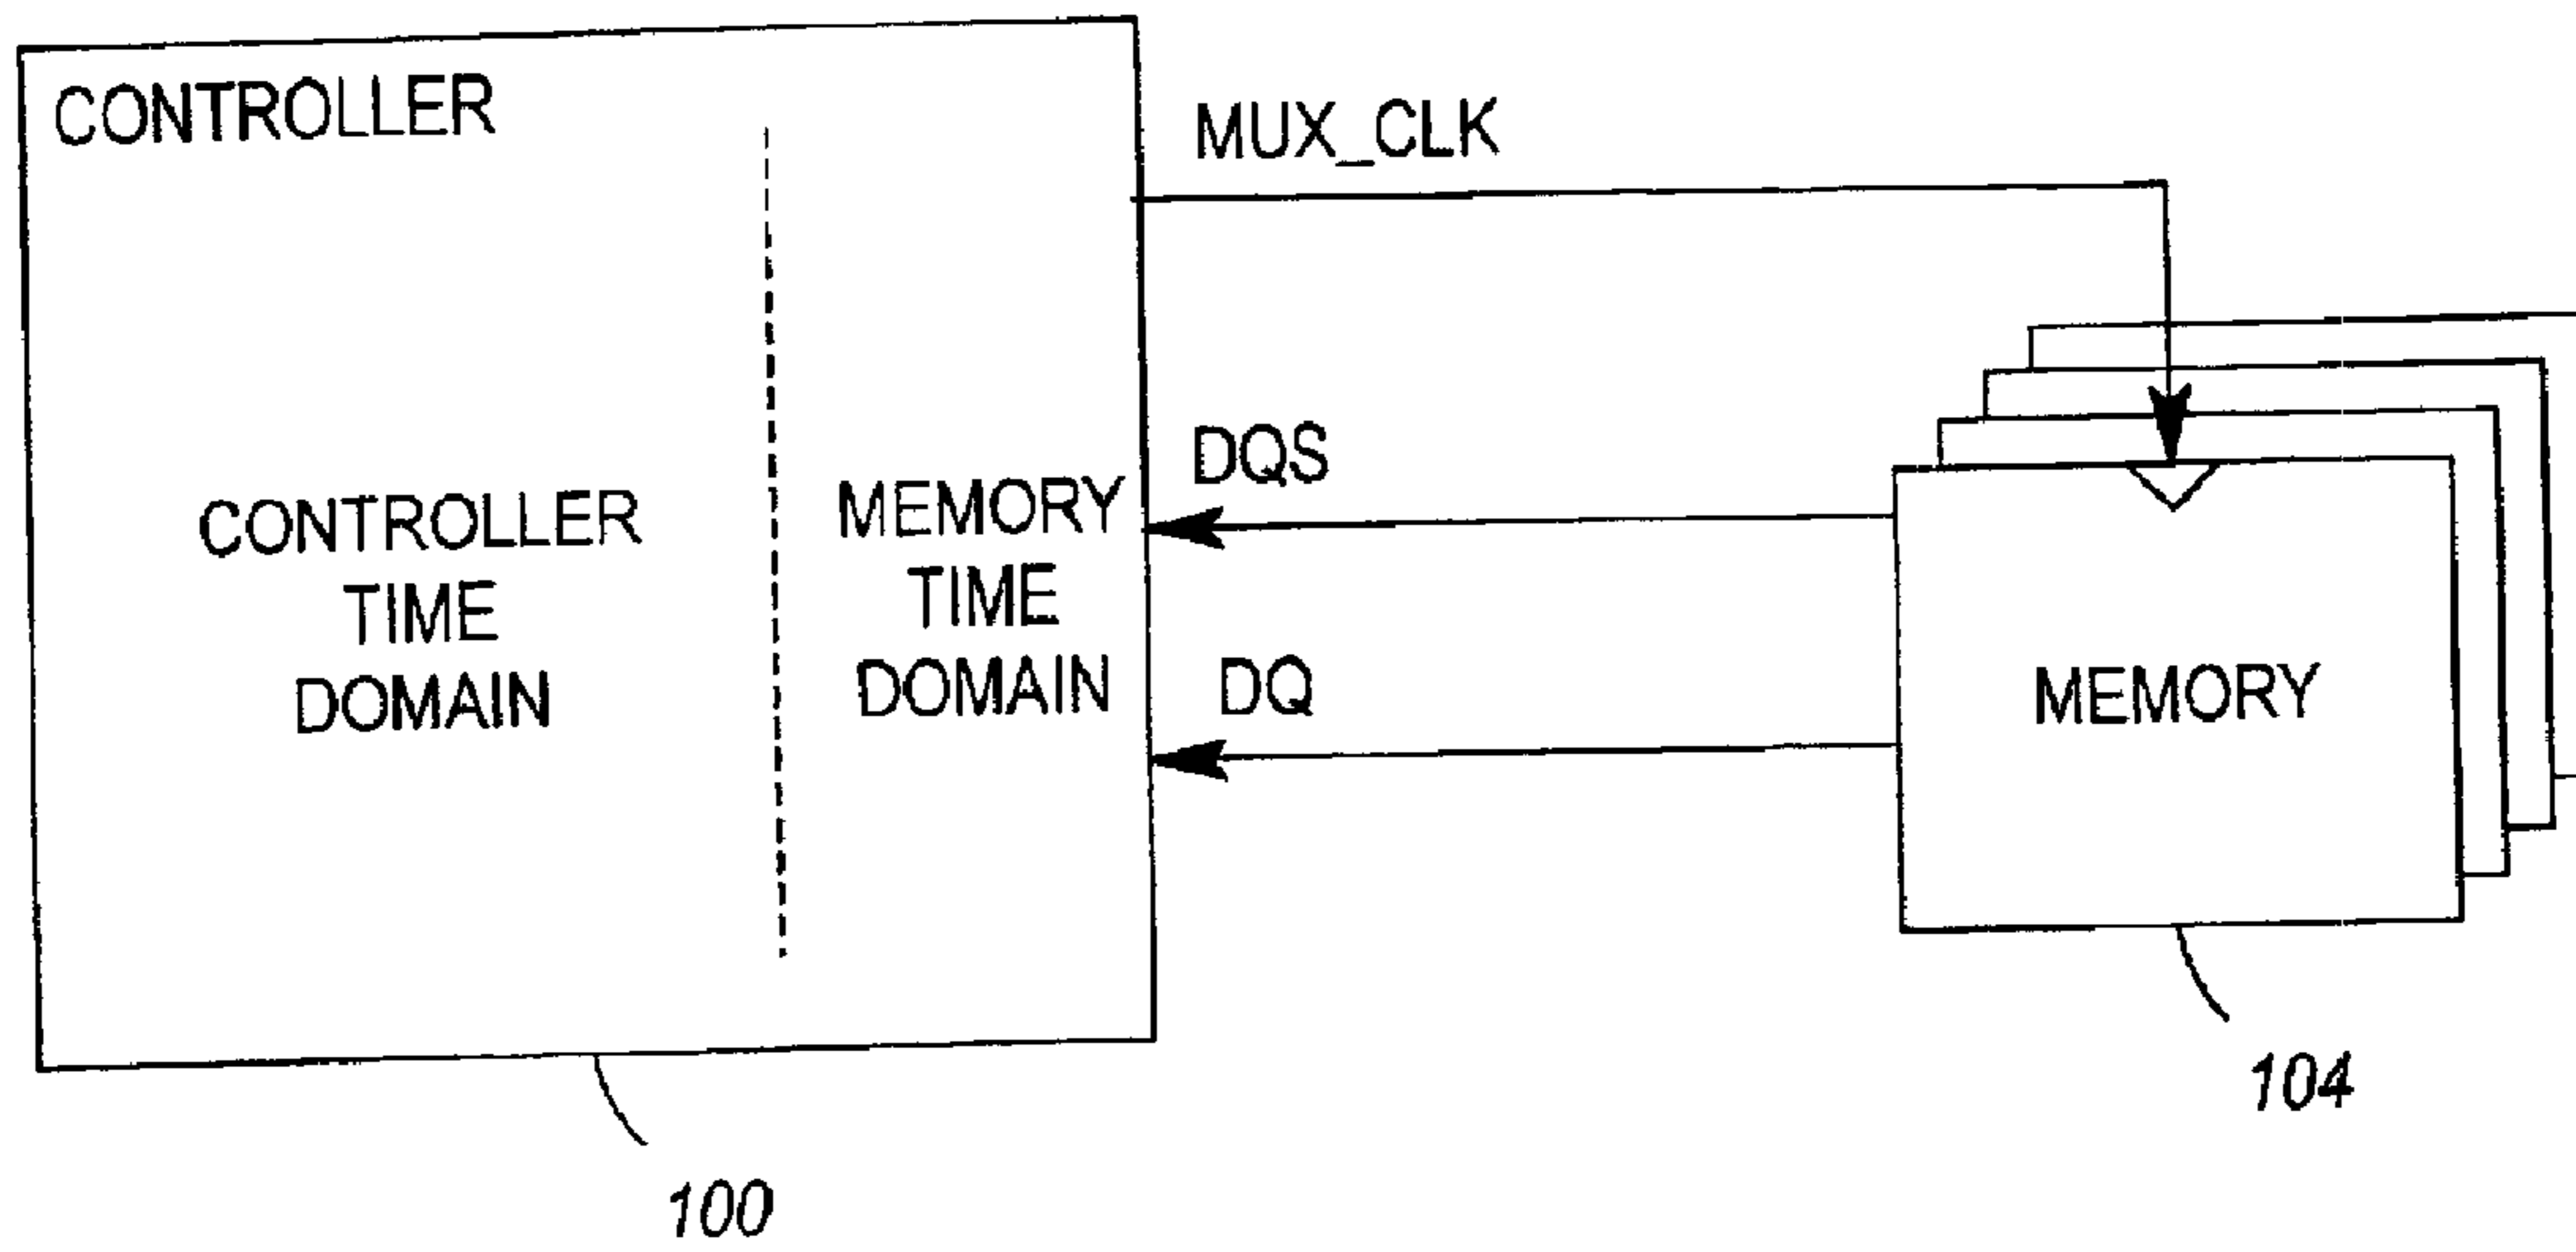 CONTROLLER
MUX_CLK
CONTROLLER
TIME
DOMAIN
MEMORY
TIME
DOMAIN
DQS
DQ
MEMORY
100
104